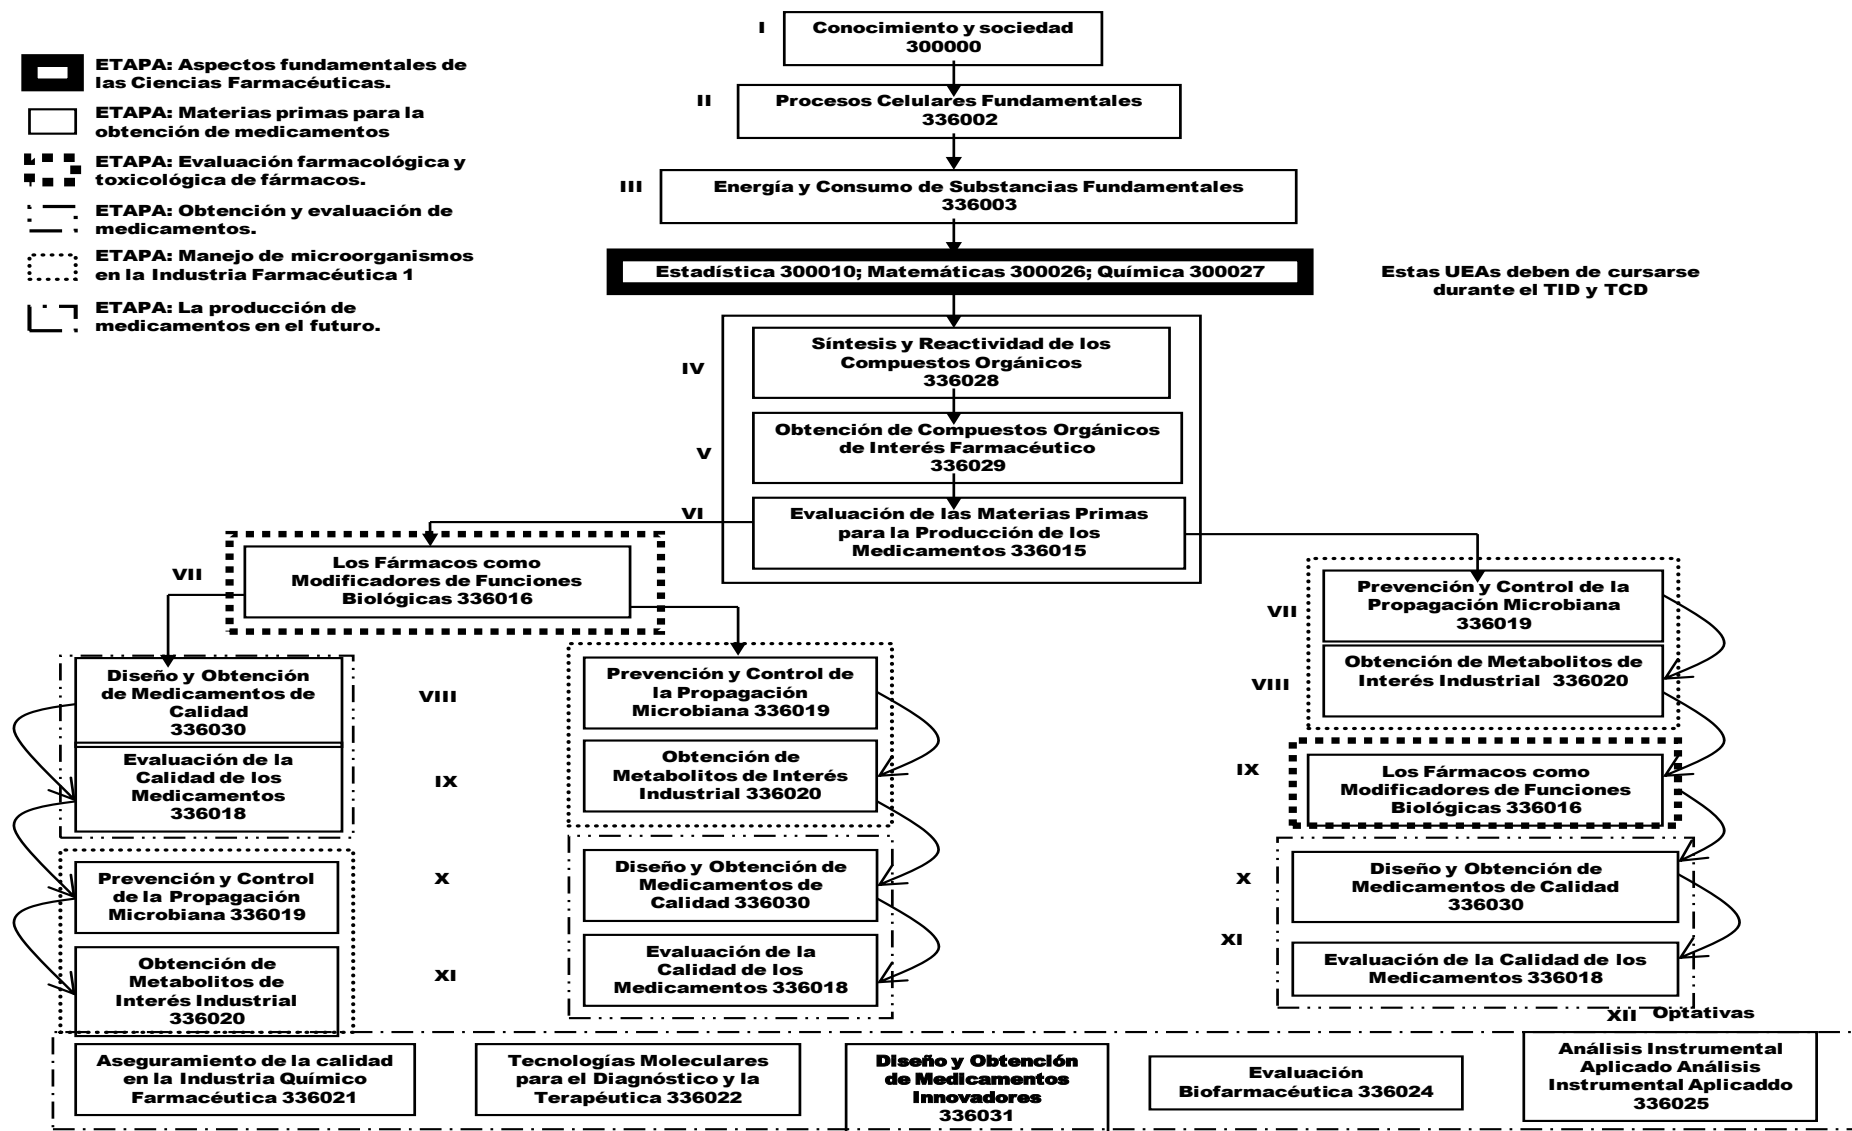 I
Conocimiento y sociedad
300000
ETAPA: Aspectos fundamentales de
las Ciencias Farmacéuticas.
ETAPA: Materias primas para la
obtención de medicamentos
ETAPA: Evaluación farmacológica y
toxicológica de fármacos.
ETAPA: Obtención y evaluación de
medicamentos.
ETAPA: Manejo de microorganismos
en la Industria Farmacéutica 1
ETAPA: La producción de
medicamentos en el futuro.
II
Procesos Celulares Fundamentales
336002
III
Energía y Consumo de Substancias Fundamentales
336003
Estadística 300010; Matemáticas 300026; Química 300027
Estas UEAs deben de cursarse
durante el TID y TCD
IV
Síntesis y Reactividad de los
Compuestos Orgánicos
336028
V
Obtención de Compuestos Orgánicos
de Interés Farmacéutico
336029
VI
Evaluación de las Materias Primas
para la Producción de los
Medicamentos 336015
VII
Los Fármacos como
Modificadores de Funciones
Biológicas 336016
Diseño y Obtención
de Medicamentos de
Calidad
336030
Evaluación de la
Calidad de los
Medicamentos
336018
Prevención y Control
de la Propagación
Microbiana 336019
Obtención de
Metabolitos de
Interés Industrial
336020
VIII
IX
X
XI
Prevención y Control de
la Propagación
Microbiana 336019
Obtención de
Metabolitos de Interés
Industrial 336020
Diseño y Obtención de
Medicamentos de
Calidad 336030
Evaluación de la
Calidad de los
Medicamentos 336018
VII
Prevención y Control de la
Propagación Microbiana
336019
VIII
Obtención de Metabolitos de
Interés Industrial 336020
IX
Los Fármacos como
Modificadores de Funciones
Biológicas 336016
X
Diseño y Obtención de
Medicamentos de Calidad
336030
XI
Evaluación de la Calidad de los
Medicamentos 336018
XII Optativas
Aseguramiento de la calidad
en la Industria Químico
Farmacéutica 336021
Tecnologías Moleculares
para el Diagnóstico y la
Terapéutica 336022
Diseño y Obtención
de Medicamentos
Innovadores
336031
Evaluación
Biofarmacéutica 336024
Análisis Instrumental
Aplicado Análisis
Instrumental Aplicaddo
336025